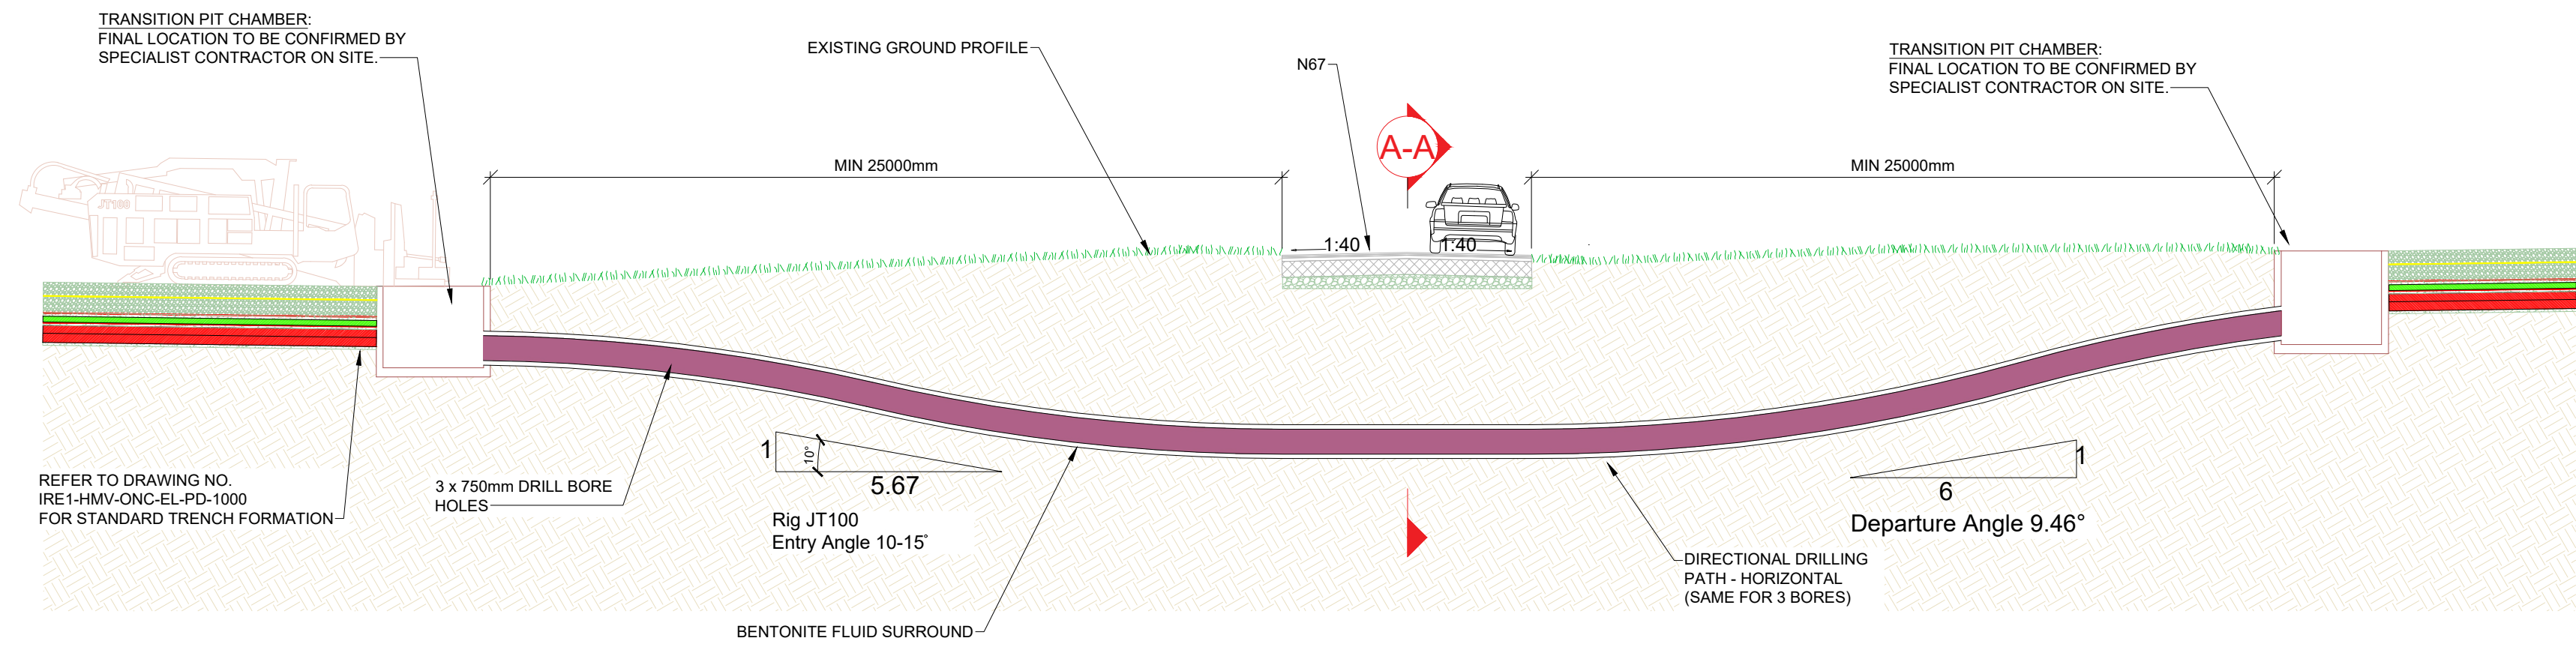 TRANSITION PIT CHAMBER:
FINAL LOCATION TO BE CONFIRMED BY
SPECIALIST CONTRACTOR ON SITE.
EXISTING GROUND PROFILE
N67
TRANSITION PIT CHAMBER:
FINAL LOCATION TO BE CONFIRMED BY
SPECIALIST CONTRACTOR ON SITE.
A-A
MIN 25000mm
MIN 25000mm
JT100
1:40
1:40
REFER TO DRAWING NO.
IRE1-HMV-ONC-EL-PD-1000
FOR STANDARD TRENCH FORMATION
3 x 750mm DRILL BORE
HOLES
1
10°
5.67
Rig JT100
Entry Angle 10-15°
1
6
Departure Angle 9.46°
DIRECTIONAL DRILLING
PATH - HORIZONTAL
(SAME FOR 3 BORES)
BENTONITE FLUID SURROUND